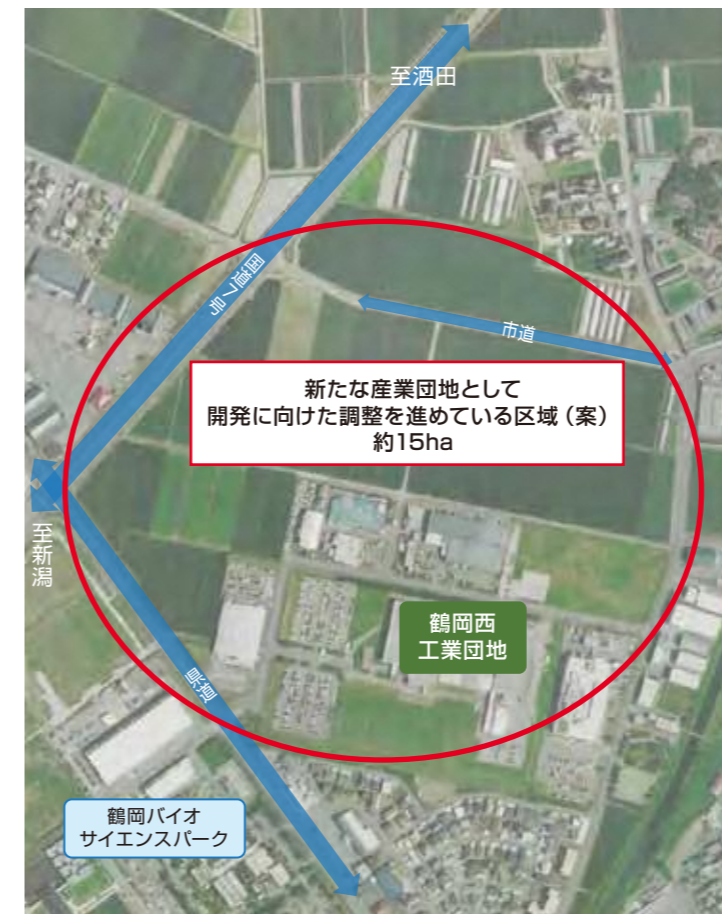 至酒田
国道7号
市道
新たな産業団地として
開発に向けた調整を進めている区域（案）
約15ha
至新潟
鶴岡西
工業団地
県道
鶴岡バイオ
サイエンスパーク